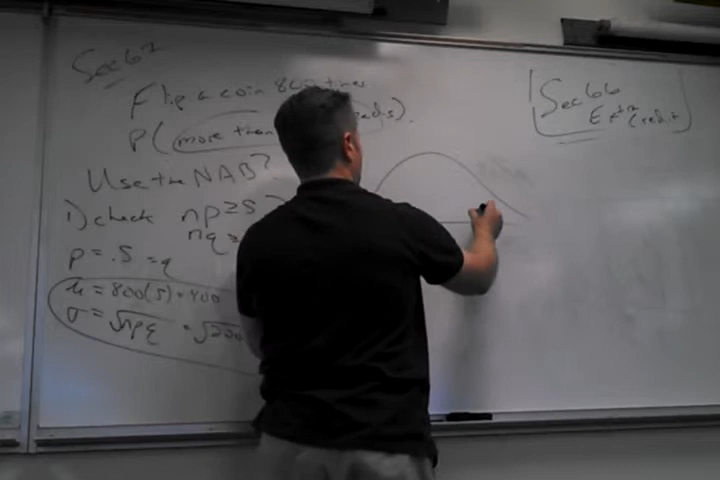 Sec 6.7
Flip a coin 800 times
P( more than
Use the NAB?
1) check np≥5
nq≥
p = .5 = q
μ = 800(.5) = 400
σ = √npq = √200
Sec 6.6
Extra Credit